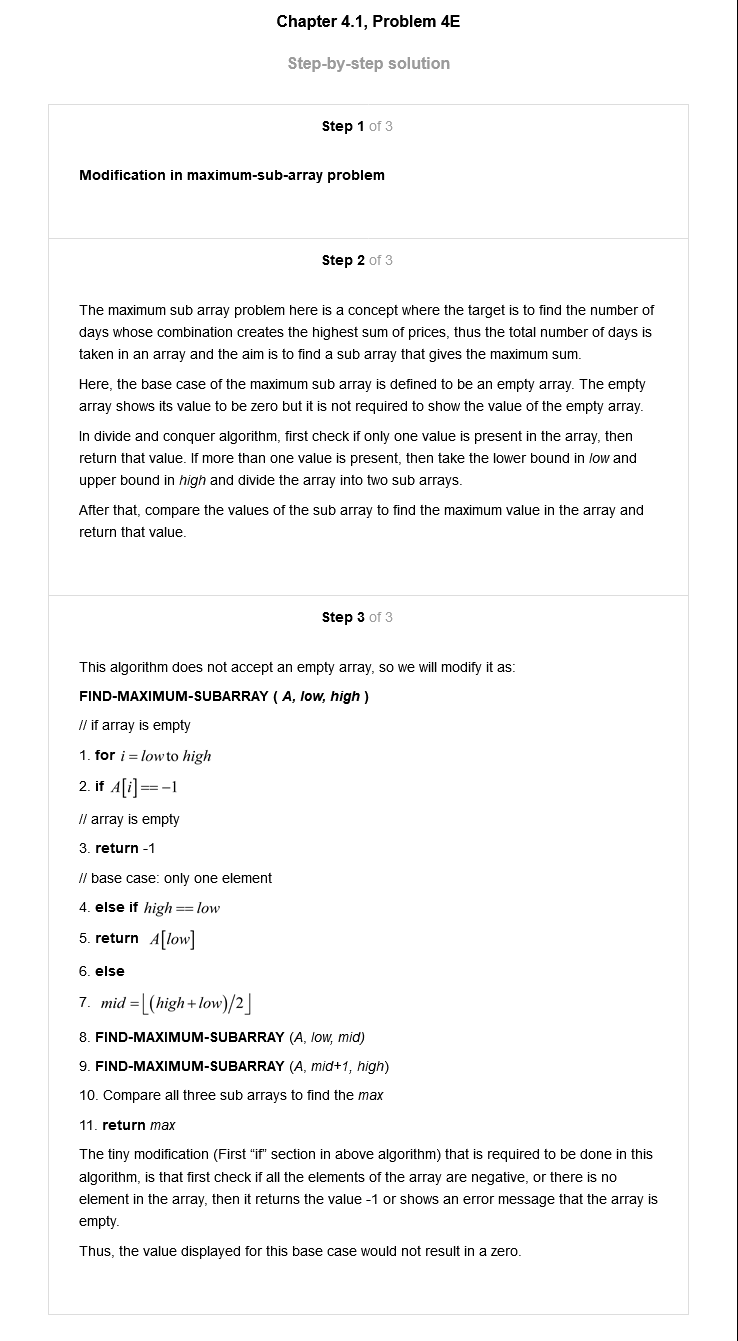 Chapter 4.1, Problem 4E
Step-by-step solution
Step 1 of 3
Modification in maximum-sub-array problem
Step 2 of 3
The maximum sub array problem here is a concept where the target is to find the number of
days whose combination creates the highest sum of prices, thus the total number of days is
taken in an array and the aim is to find a sub array that gives the maximum sum.
Here, the base case of the maximum sub array is defined to be an empty array. The empty
array shows its value to be zero but it is not required to show the value of the empty array.
In divide and conquer algorithm, first check if only one value is present in the array, then
return that value. If more than one value is present, then take the lower bound in low and
upper bound in high and divide the array into two sub arrays.
After that, compare the values of the sub array to find the maximum value in the array and
return that value.
Step 3 of 3
This algorithm does not accept an empty array, so we will modify it as:
FIND-MAXIMUM-SUBARRAY ( A, low, high )
// if array is empty
1. for i = low to high
2. if A[i] == −1
// array is empty
3. return -1
// base case: only one element
4. else if high == low
5. return A[low]
6. else
7. mid = ⌊(high + low)/2⌋
8. FIND-MAXIMUM-SUBARRAY (A, low, mid)
9. FIND-MAXIMUM-SUBARRAY (A, mid+1, high)
10. Compare all three sub arrays to find the max
11. return max
The tiny modification (First “if” section in above algorithm) that is required to be done in this
algorithm, is that first check if all the elements of the array are negative, or there is no
element in the array, then it returns the value -1 or shows an error message that the array is
empty.
Thus, the value displayed for this base case would not result in a zero.